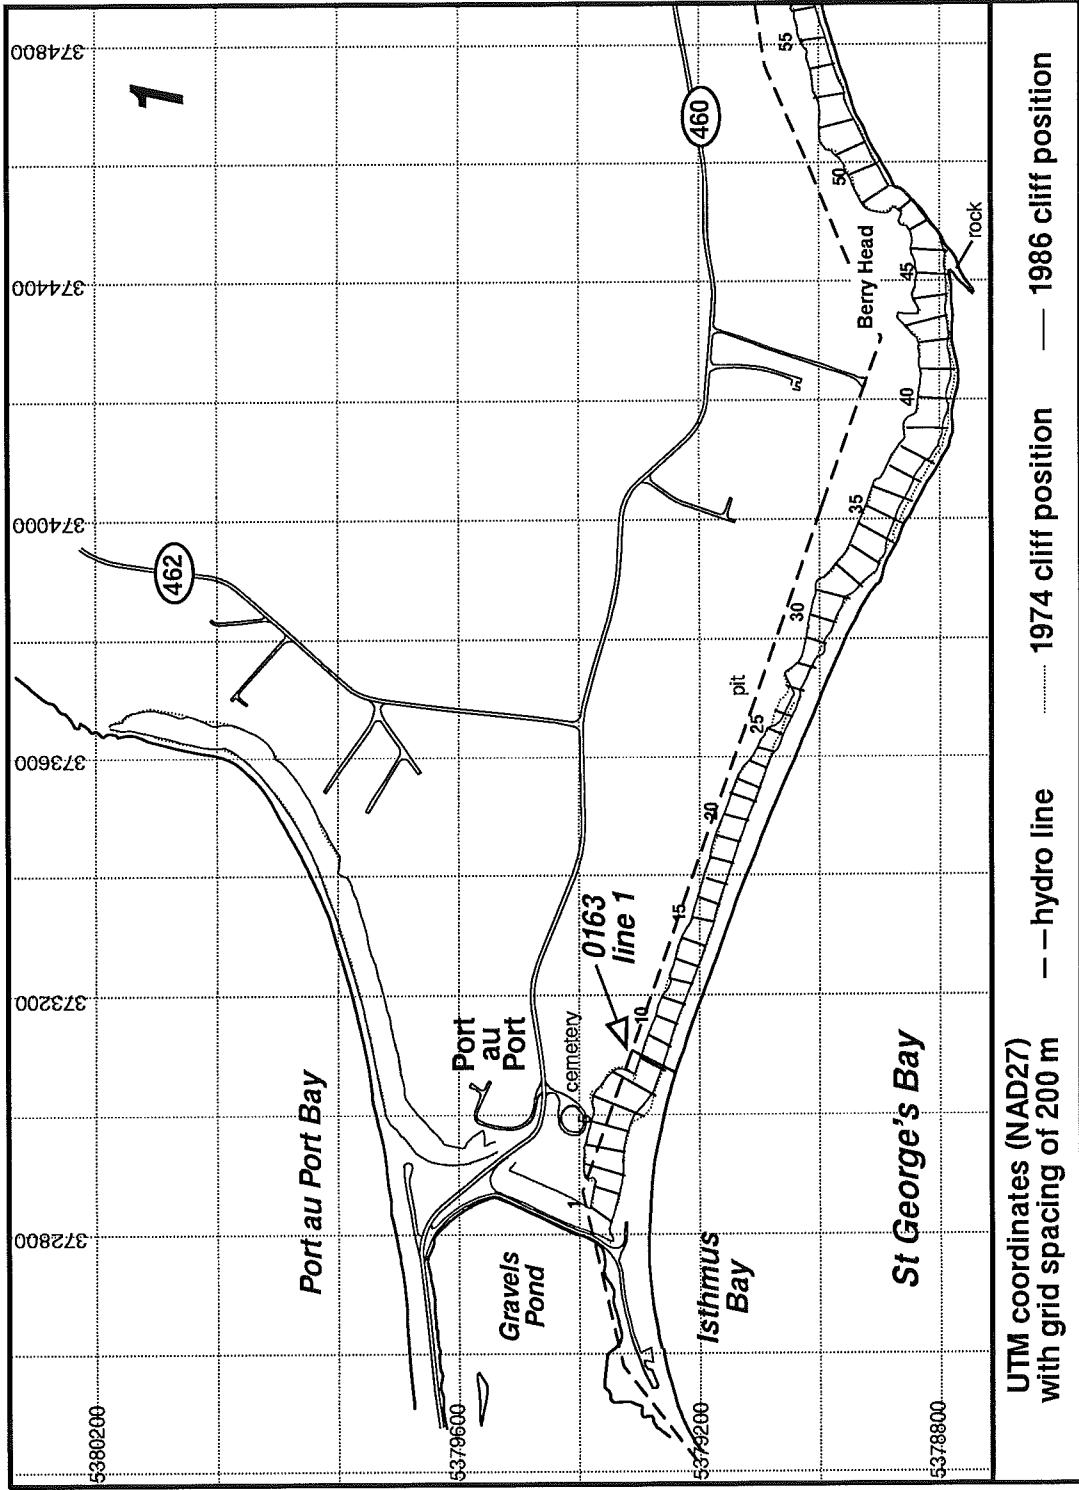 1
374800
374400
374000
373600
373200
372800
5380200
5379600
5379200
5378800
462
460
Port au Port Bay
Port
au
Port
cemetery
0163
line 1
Gravels
Pond
Isthmus
Bay
St George's Bay
pit
Berry Head
rock
1
5
10
15
20
25
30
35
40
45
50
55
UTM coordinates (NAD27)
with grid spacing of 200 m
hydro line
1974 cliff position
1986 cliff position